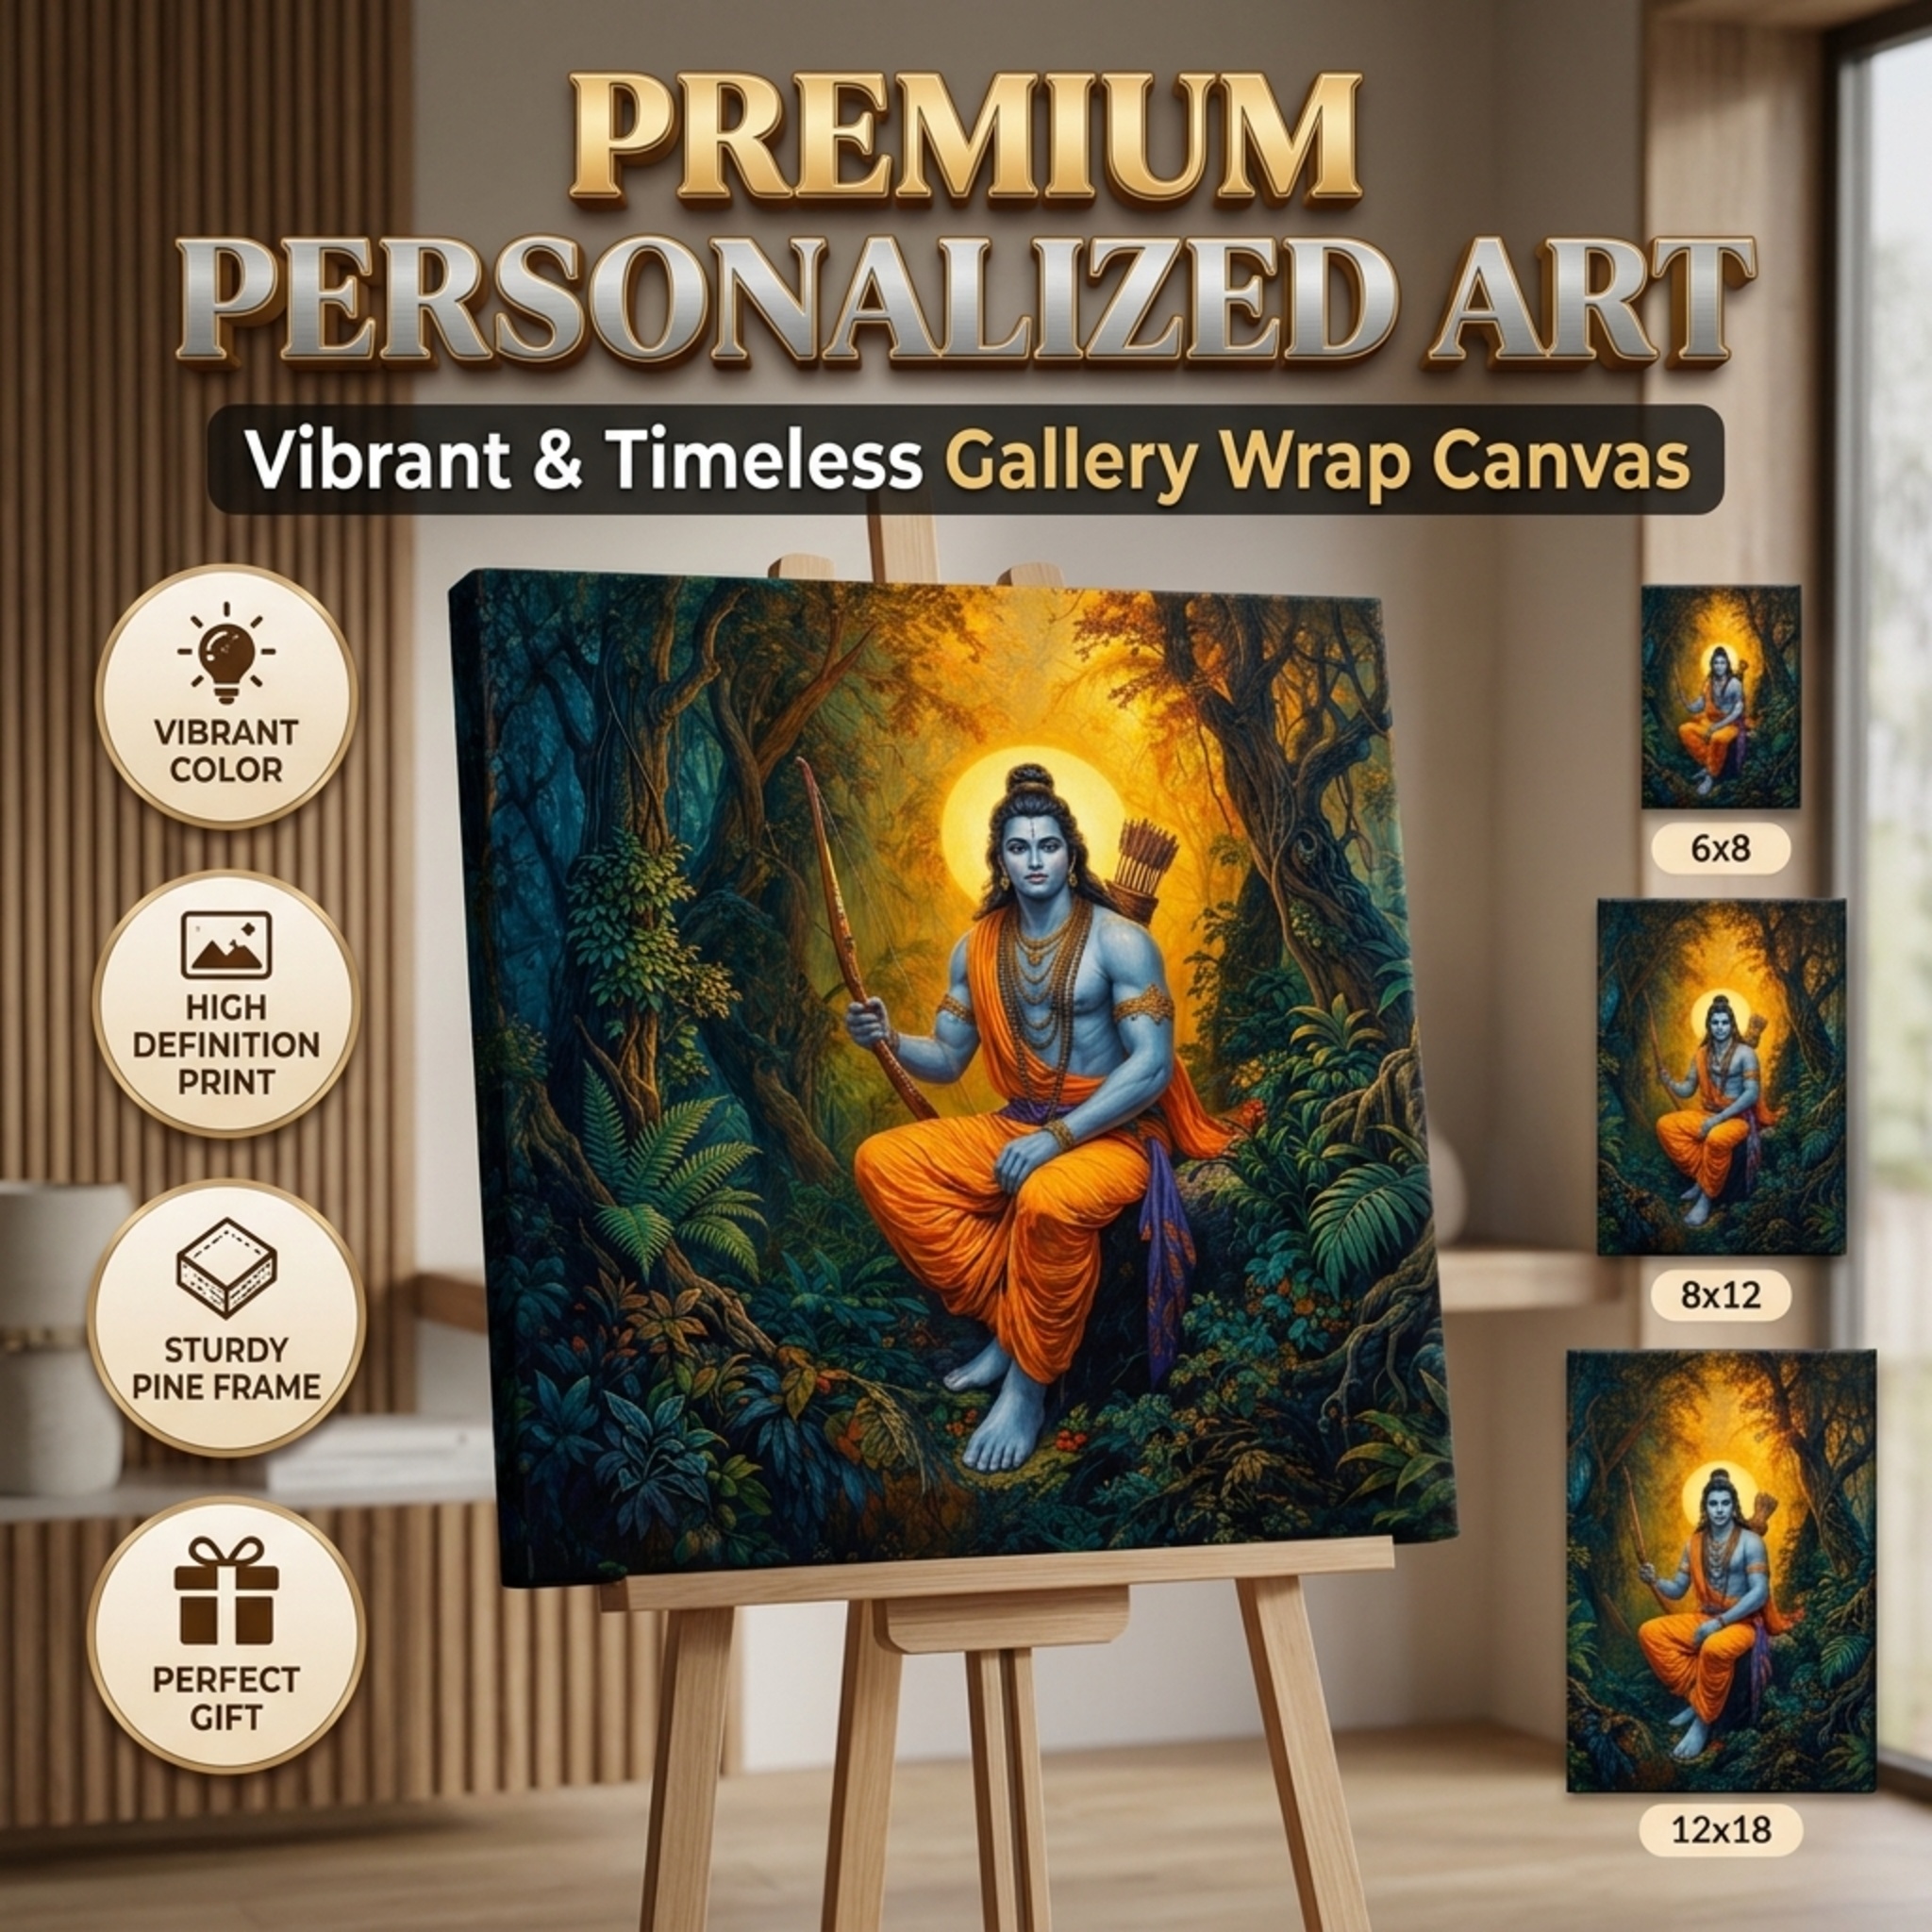 PREMIUM
PERSONALIZED ART
Vibrant & Timeless Gallery Wrap Canvas
VIBRANT
COLOR
HIGH
DEFINITION
PRINT
STURDY
PINE FRAME
PERFECT
GIFT
6x8
8x12
12x18